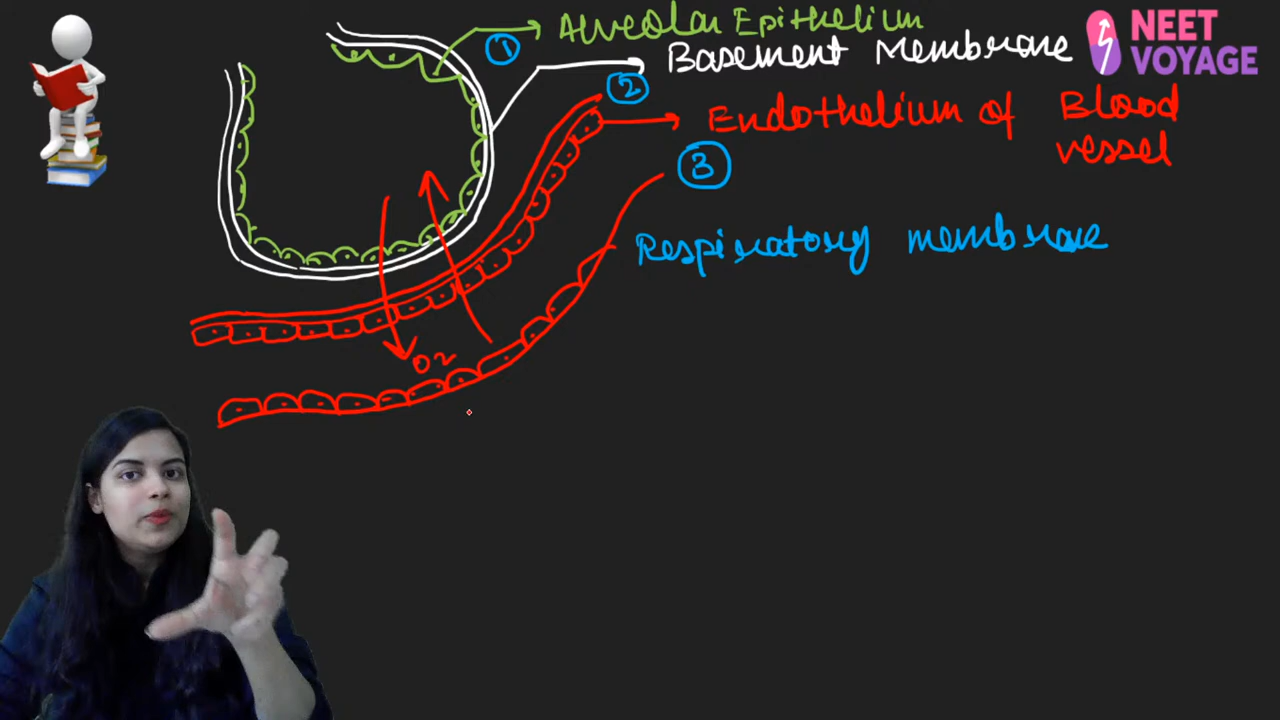 1 Alveolar Epithelium
Basement Membrane
2
Endothelium of Blood
vessel
3
Respiratory membrane
O2
NEET
VOYAGE